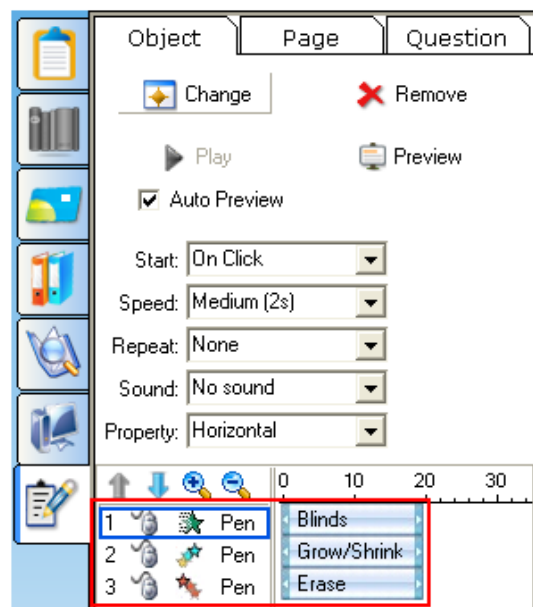 Object Page Question
Change Remove
Play Preview
Auto Preview
Start: On Click
Speed: Medium (2s)
Repeat: None
Sound: No sound
Property: Horizontal
0 10 20 30
1 Pen Blinds
2 Pen Grow/Shrink
3 Pen Erase